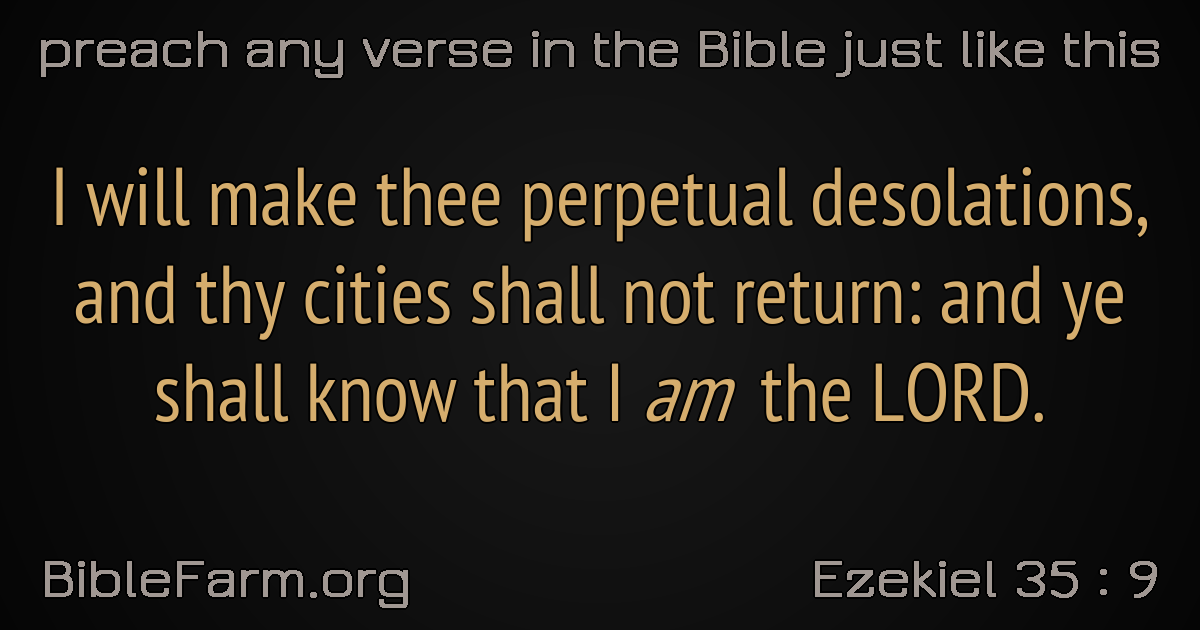 preach any verse in the Bible just like this
I will make thee perpetual desolations,
and thy cities shall not return: and ye
shall know that I am the LORD.
BibleFarm.org
Ezekiel 35 : 9